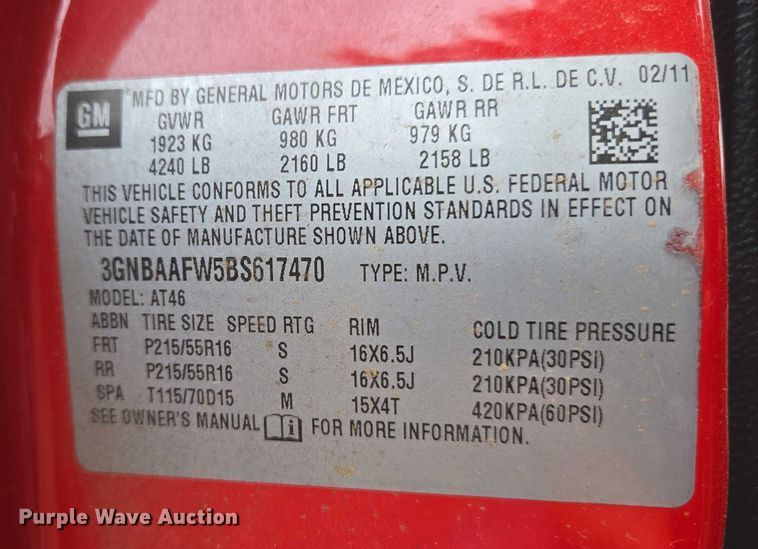 GM
MFD BY GENERAL MOTORS DE MEXICO, S. DE R.L. DE C.V. 02/11
GVWR GAWR FRT GAWR RR
1923 KG 980 KG 979 KG
4240 LB 2160 LB 2158 LB
THIS VEHICLE CONFORMS TO ALL APPLICABLE U.S. FEDERAL MOTOR
VEHICLE SAFETY AND THEFT PREVENTION STANDARDS IN EFFECT ON
THE DATE OF MANUFACTURE SHOWN ABOVE.
3GNBAAFW5BS617470 TYPE: M.P.V.
MODEL: AT46
ABBN TIRE SIZE SPEED RTG RIM COLD TIRE PRESSURE
FRT P215/55R16 S 16X6.5J 210KPA(30PSI)
RR P215/55R16 S 16X6.5J 210KPA(30PSI)
SPA T115/70D15 M 15X4T 420KPA(60PSI)
SEE OWNER'S MANUAL i FOR MORE INFORMATION.
Purple Wave Auction